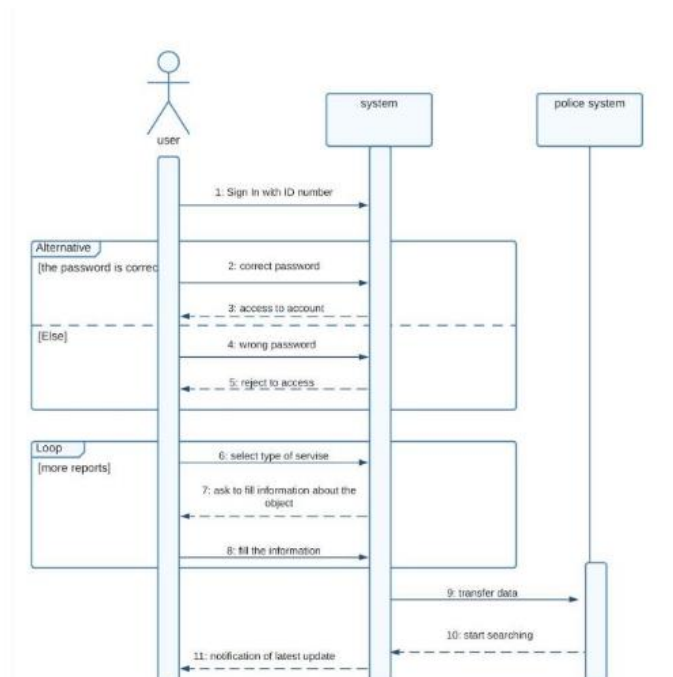 system
police system
user
1: Sign In with ID number
Alternative
[the password is correc
2: correct password
3: access to account
[Else]
4: wrong password
5: reject to access
Loop
6: select type of servise
[more reports]
7: ask to fill information about the
object
8: fill the information
9: transfer data
10: start searching
11: notification of latest update